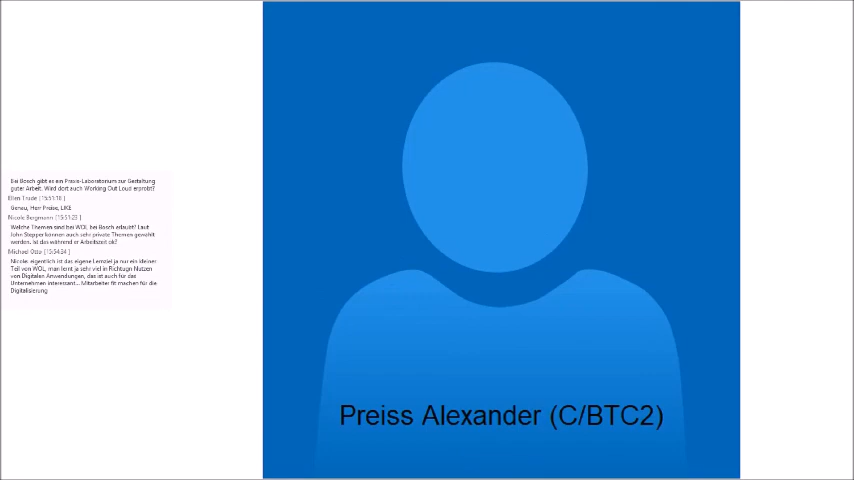 Bei Bosch gibt es ein Praxis-Laboratorium zur Gestaltung
guter Arbeit. Wird dort auch Working Out Loud erprobt?
Ellen Trude [15:51:18 ]
Genau, Herr Preiss, LIKE
Nicole Bergmann [15:51:23 ]
Welche Themen sind bei WOL bei Bosch erlaubt? Laut
John Stepper können auch sehr private Themen gewählt
werden. Ist das während er Arbeitszeit ok?
Michael Otto [15:54:34 ]
Nicole: eigentlich ist das eigene Lernziel ja nur ein kleiner
Teil von WOL, man lernt ja sehr viel in Richtugn Nutzen
von Digitalen Anwendungen, das ist auch für das
Unternehmen interessant... Mitarbeiter fit machen für die
Digitalisierung
Preiss Alexander (C/BTC2)